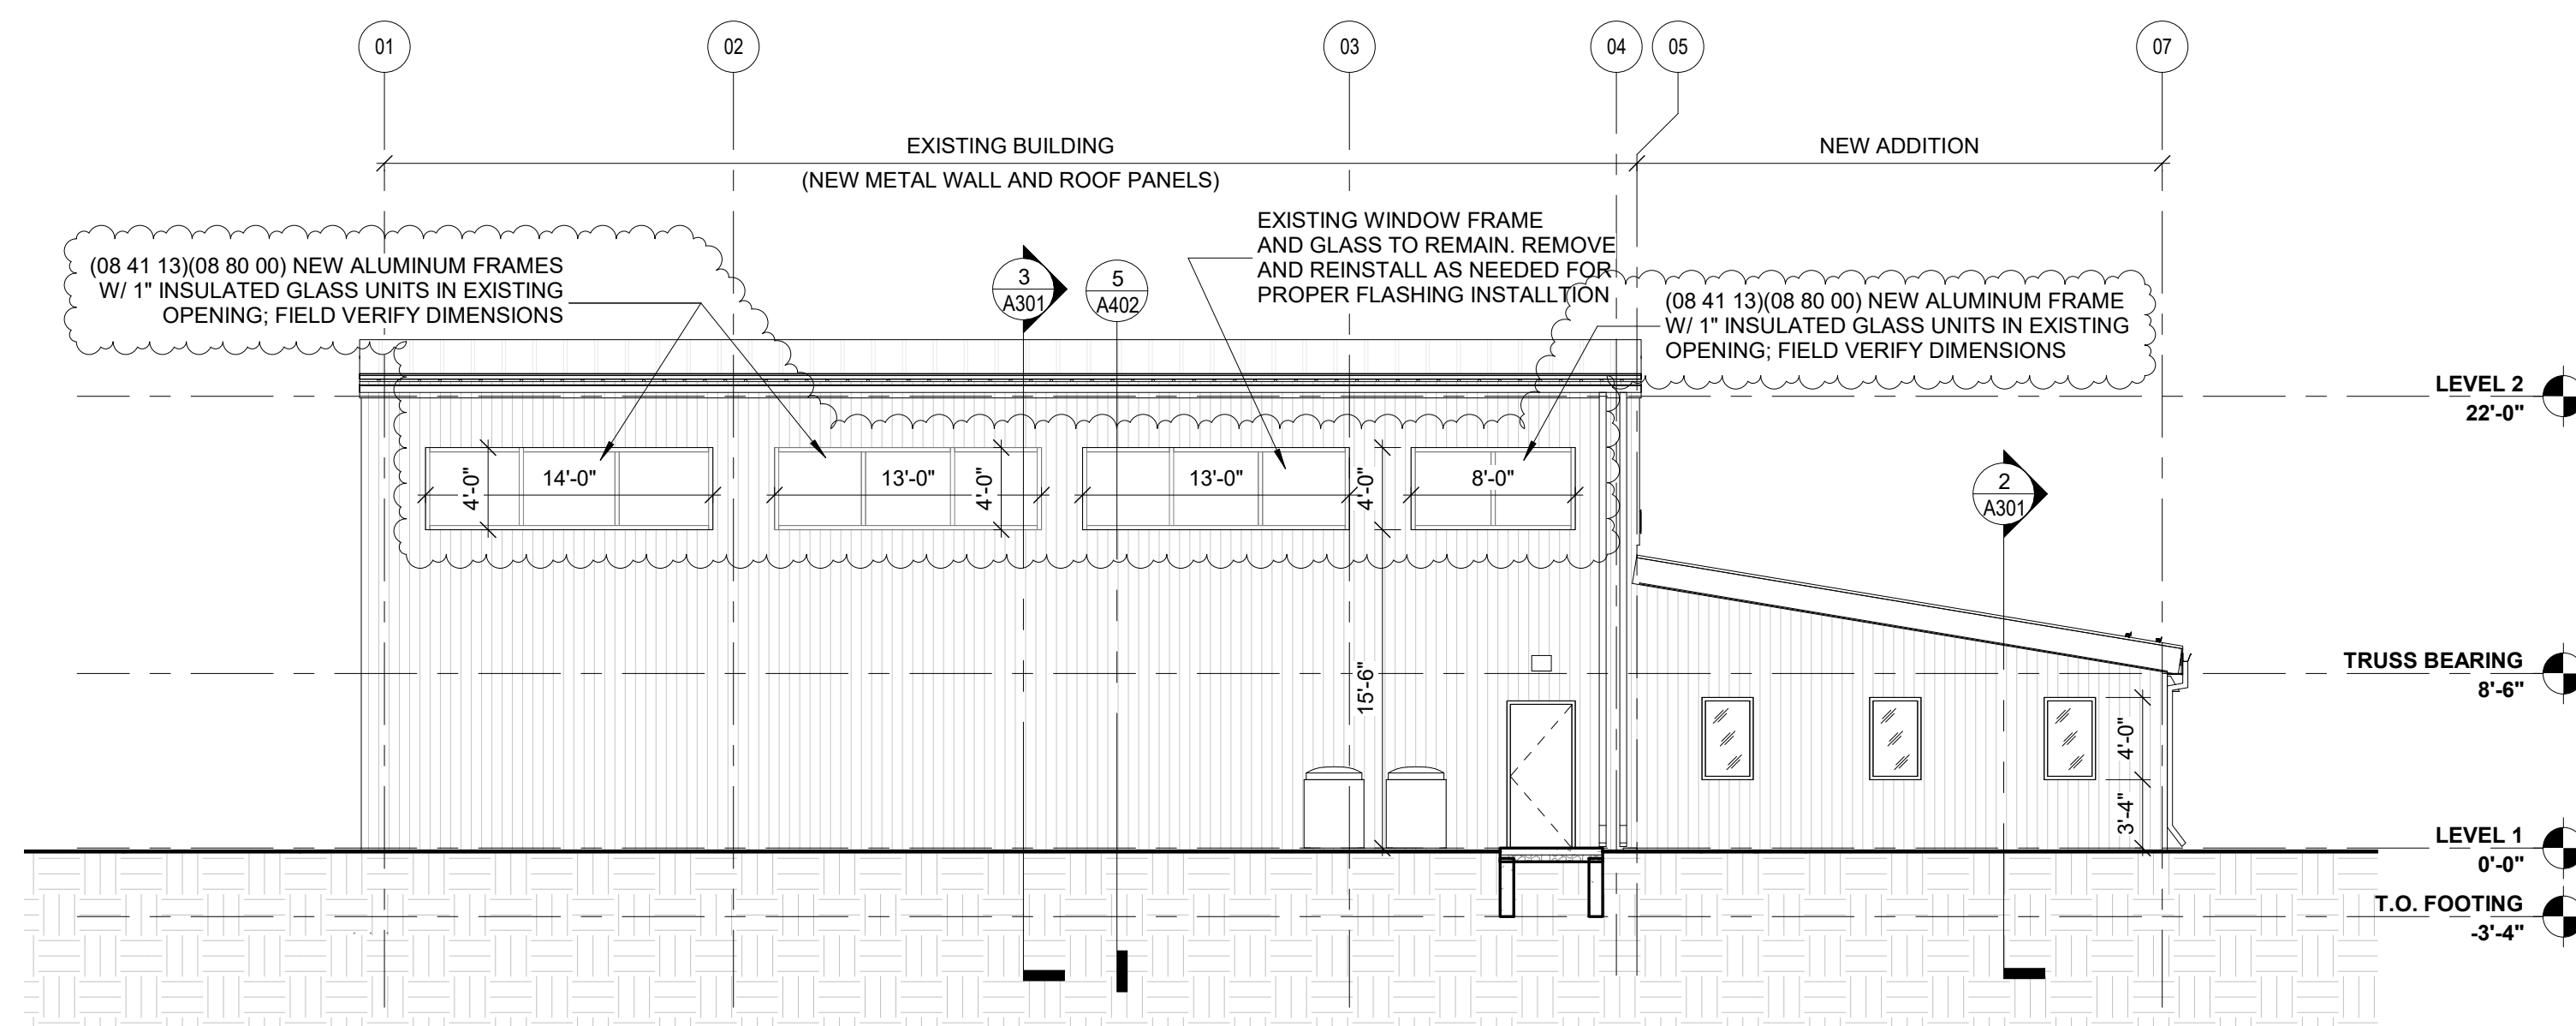 01
02
03
04
05
07
EXISTING BUILDING
(NEW METAL WALL AND ROOF PANELS)
NEW ADDITION
(08 41 13)(08 80 00) NEW ALUMINUM FRAMES
W/ 1" INSULATED GLASS UNITS IN EXISTING
OPENING; FIELD VERIFY DIMENSIONS
3
A301
5
A402
EXISTING WINDOW FRAME
AND GLASS TO REMAIN. REMOVE
AND REINSTALL AS NEEDED FOR
PROPER FLASHING INSTALLTION
(08 41 13)(08 80 00) NEW ALUMINUM FRAME
W/ 1" INSULATED GLASS UNITS IN EXISTING
OPENING; FIELD VERIFY DIMENSIONS
LEVEL 2
22'-0"
4'-0"
14'-0"
13'-0"
4'-0"
13'-0"
4'-0"
8'-0"
2
A301
15'-6"
TRUSS BEARING
8'-6"
4'-0"
3'-4"
LEVEL 1
0'-0"
T.O. FOOTING
-3'-4"